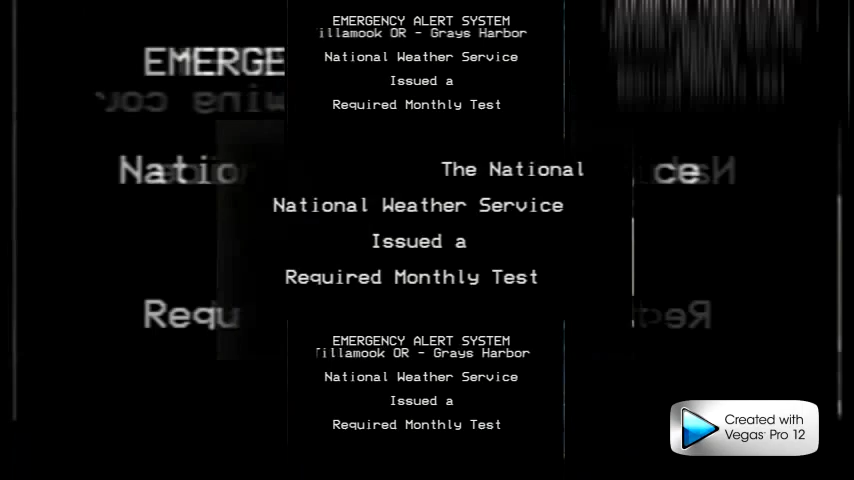 EMERGENCY ALERT SYSTEM
illamook OR - Grays Harbor
National Weather Service
Issued a
Required Monthly Test
EMERGE
Natio
ce
The National
National Weather Service
Issued a
Required Monthly Test
Requ
EMERGENCY ALERT SYSTEM
Tillamook OR - Grays Harbor
National Weather Service
Issued a
Required Monthly Test
Created with
Vegas™ Pro 12